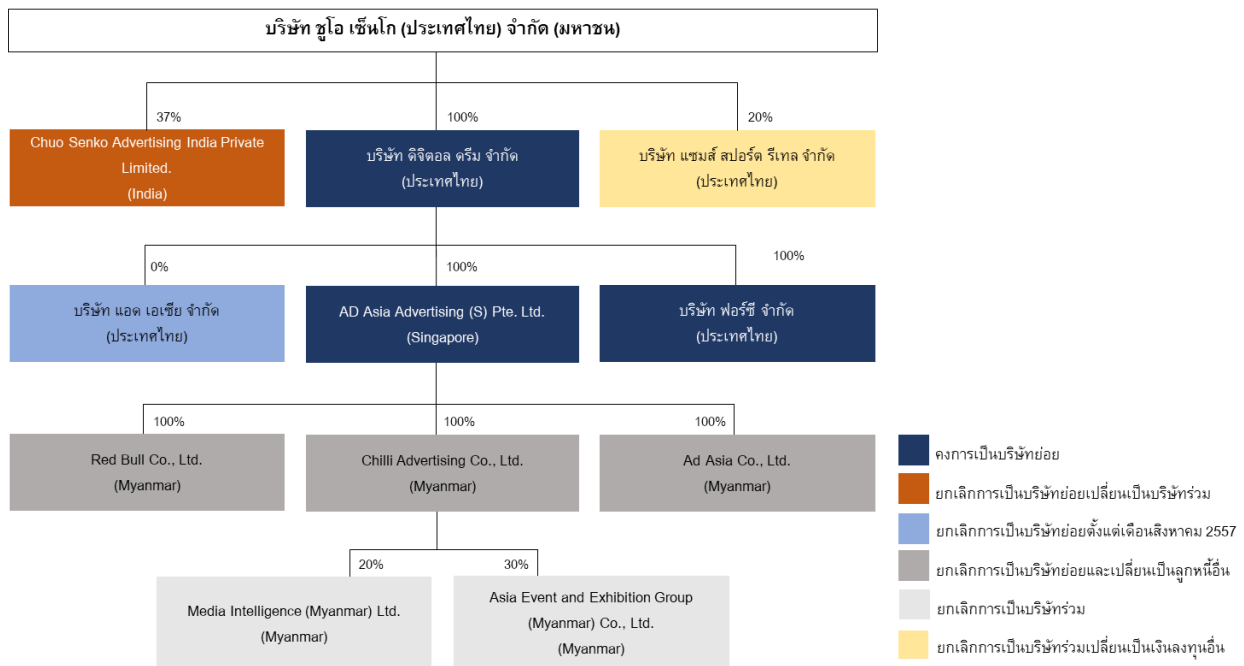 บริษัท ชูโอ เซ็นโก (ประเทศไทย) จำกัด (มหาชน)
37%
100%
20%
Chuo Senko Advertising India Private
Limited.
(India)
บริษัท ดิจิตอล ดรีม จำกัด
(ประเทศไทย)
บริษัท แซมส์ สปอร์ต รีเทล จำกัด
(ประเทศไทย)
0%
100%
100%
บริษัท แอด เอเซีย จำกัด
(ประเทศไทย)
AD Asia Advertising (S) Pte. Ltd.
(Singapore)
บริษัท ฟอร์ซี จำกัด
(ประเทศไทย)
100%
100%
100%
Red Bull Co., Ltd.
(Myanmar)
Chilli Advertising Co., Ltd.
(Myanmar)
Ad Asia Co., Ltd.
(Myanmar)
20%
30%
Media Intelligence (Myanmar) Ltd.
(Myanmar)
Asia Event and Exhibition Group
(Myanmar) Co., Ltd.
(Myanmar)
คงการเป็นบริษัทย่อย
ยกเลิกการเป็นบริษัทย่อยเปลี่ยนเป็นบริษัทร่วม
ยกเลิกการเป็นบริษัทย่อยตั้งแต่เดือนสิงหาคม 2557
ยกเลิกการเป็นบริษัทย่อยและเปลี่ยนเป็นลูกหนี้อื่น
ยกเลิกการเป็นบริษัทร่วม
ยกเลิกการเป็นบริษัทร่วมเปลี่ยนเป็นเงินลงทุนอื่น